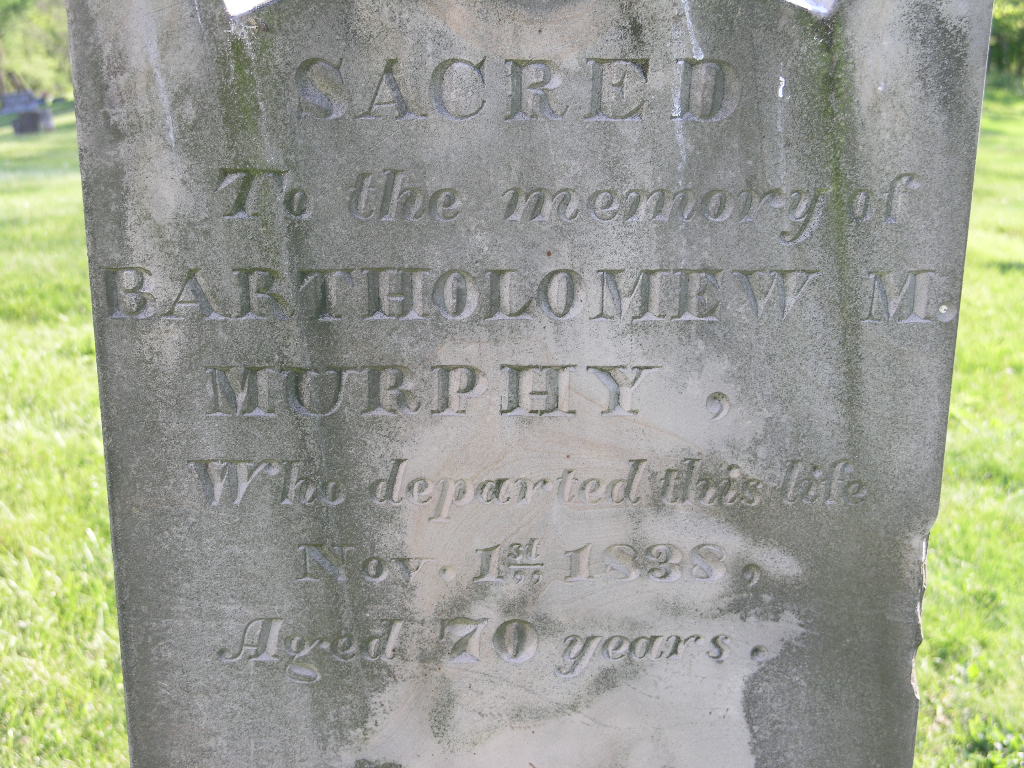 SACRED
To the memory of
BARTHOLOMEW M.
MURPHY,
Who departed this life
Nov. 1st 1838,
Aged 70 years.